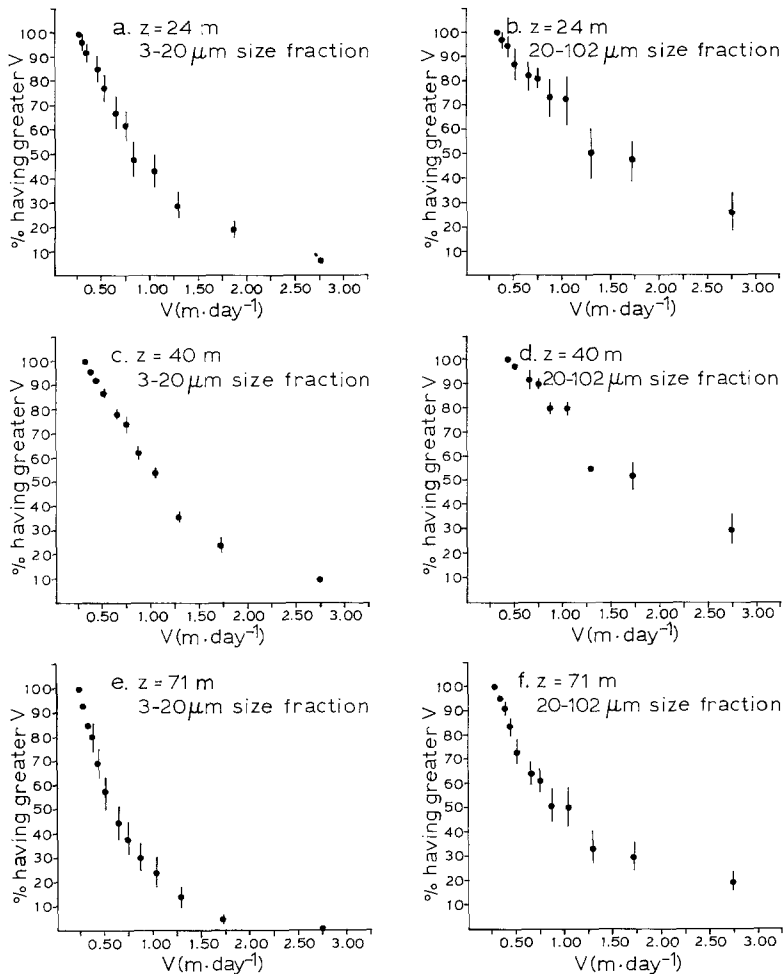 a. z = 24 m
3-20 μm size fraction
% having greater V
100
90
80
70
60
50
40
30
20
10
0.50 1.00 1.50 2.00 2.50 3.00
V(m·day⁻¹)
b. z = 24 m
20-102 μm size fraction
% having greater V
100
90
80
70
60
50
40
30
20
10
0.50 1.00 1.50 2.00 2.50 3.00
V(m·day⁻¹)
c. z = 40 m
3-20 μm size fraction
% having greater V
100
90
80
70
60
50
40
30
20
10
0.50 1.00 1.50 2.00 2.50 3.00
V(m·day⁻¹)
d. z = 40 m
20-102 μm size fraction
% having greater V
100
90
80
70
60
50
40
30
20
10
0.50 1.00 1.50 2.00 2.50 3.00
V(m·day⁻¹)
e. z = 71 m
3-20 μm size fraction
% having greater V
100
90
80
70
60
50
40
30
20
10
0.50 1.00 1.50 2.00 2.50 3.00
V(m·day⁻¹)
f. z = 71 m
20-102 μm size fraction
% having greater V
100
90
80
70
60
50
40
30
20
10
0.50 1.00 1.50 2.00 2.50 3.00
V(m·day⁻¹)